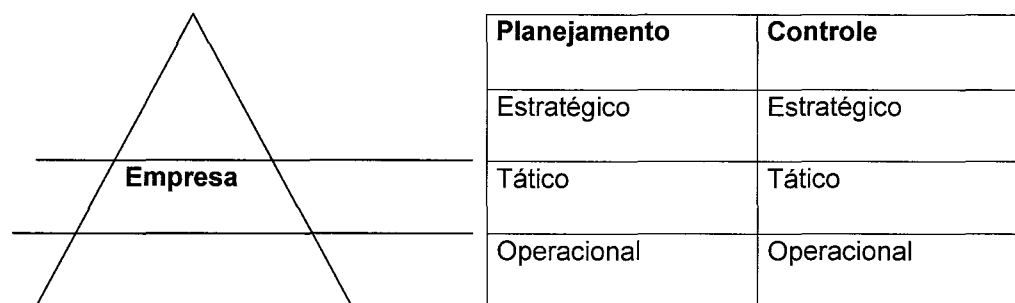 Planejamento Controle
Estratégico Estratégico
Empresa Tático Tático
Operacional Operacional